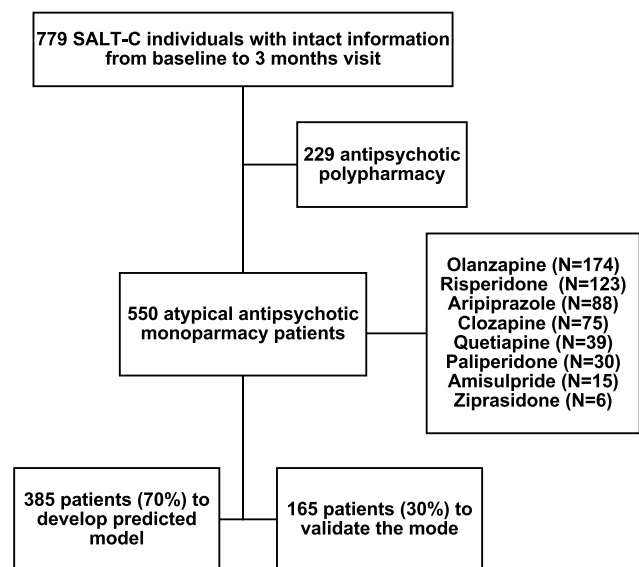 779 SALT-C individuals with intact information
from baseline to 3 months visit
229 antipsychotic
polypharmacy
550 atypical antipsychotic
monoparmacy patients
Olanzapine (N=174)
Risperidone (N=123)
Aripiprazole (N=88)
Clozapine (N=75)
Quetiapine (N=39)
Paliperidone (N=30)
Amisulpride (N=15)
Ziprasidone (N=6)
385 patients (70%) to
develop predicted
model
165 patients (30%) to
validate the mode